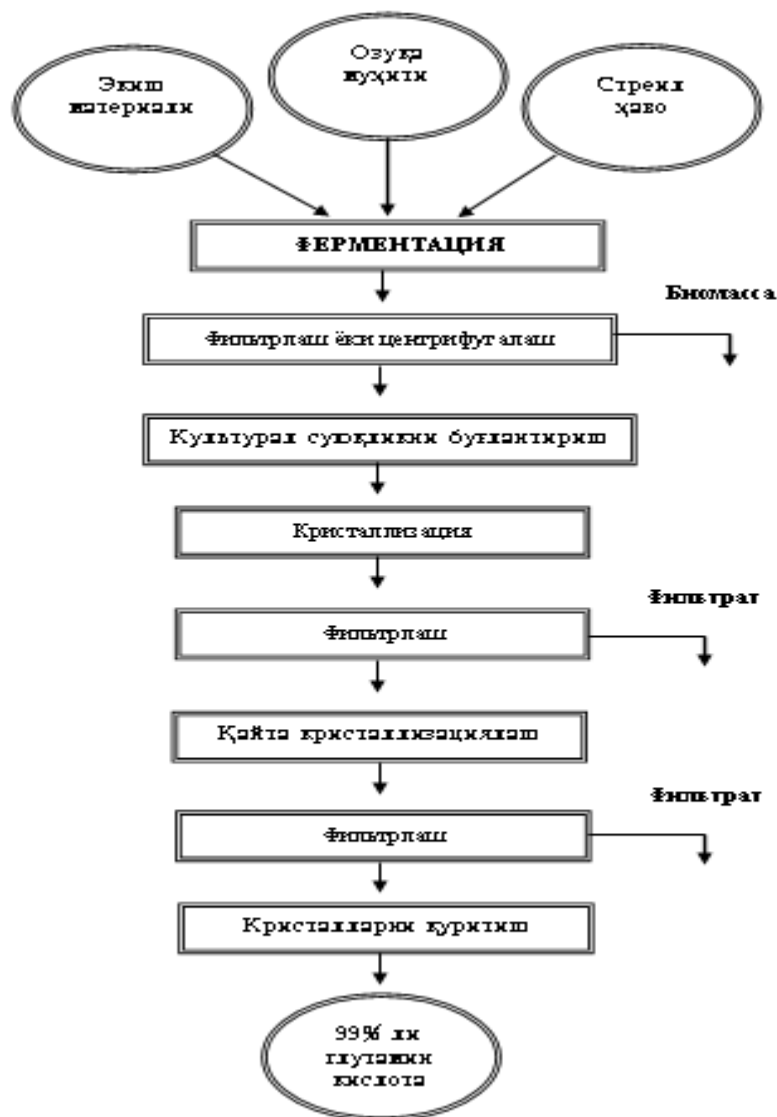 Экиш
материали
Озуқа
муҳити
Стреил
ҳаво
ФЕРМЕНТАЦИЯ
Биомасса
Фильтрлаш ёки центрифугалаш
Культурал суюқликни буғлантириш
Кристаллизация
Фильтрат
Фильтрлаш
Қайта кристаллизациялаш
Фильтрат
Фильтрлаш
Кристалларни қуритиш
99% ли
глутамин
кислота